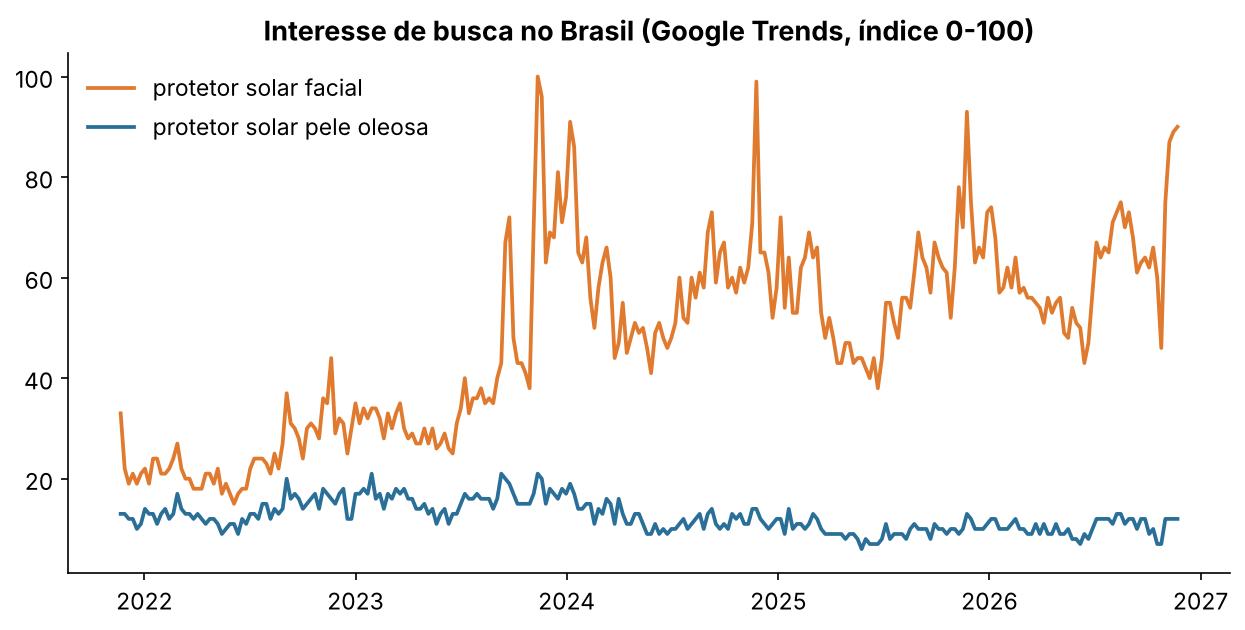 Interesse de busca no Brasil (Google Trends, índice 0-100)
protetor solar facial
protetor solar pele oleosa
100
80
60
40
20
2022 2023 2024 2025 2026 2027